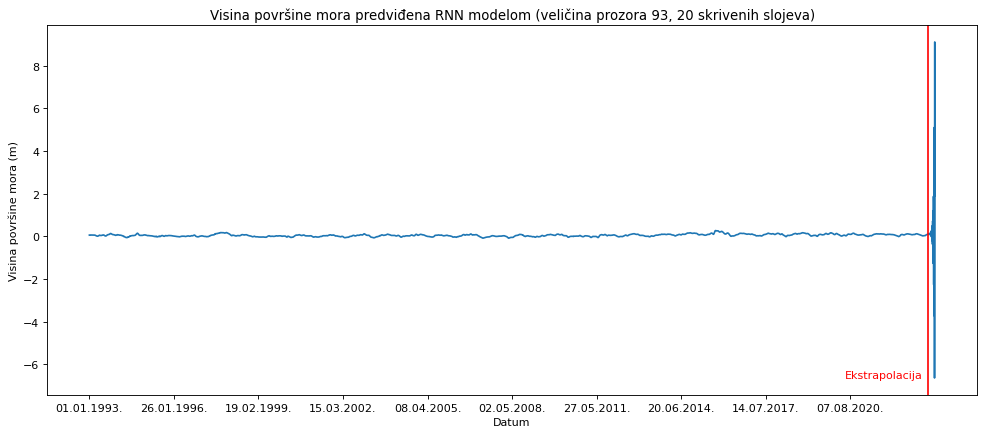 Visina površine mora predviđena RNN modelom (veličina prozora 93, 20 skrivenih slojeva)
Visina površine mora (m)
8
6
4
2
0
−2
−4
−6
Ekstrapolacija
01.01.1993. 26.01.1996. 19.02.1999. 15.03.2002. 08.04.2005. 02.05.2008. 27.05.2011. 20.06.2014. 14.07.2017. 07.08.2020.
Datum